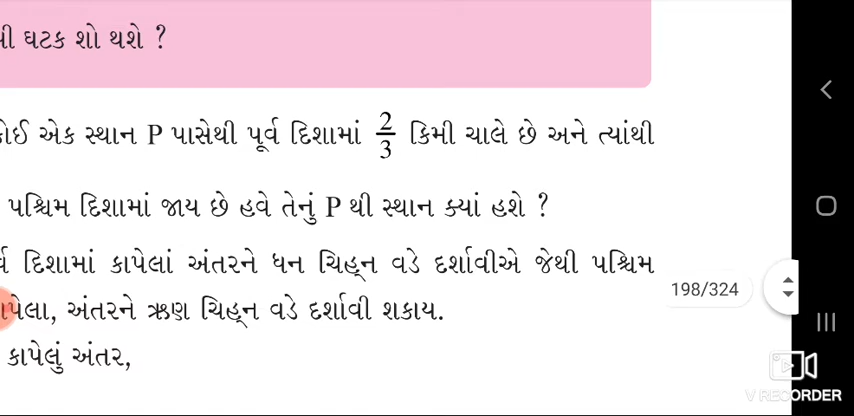 થી ઘટક શો થશે ?
કોઈ એક સ્થાન P પાસેથી પૂર્વ દિશામાં 2/3 કિમી ચાલે છે અને ત્યાંથી
પશ્ચિમ દિશામાં જાય છે હવે તેનું P થી સ્થાન ક્યાં હશે ?
દિશામાં કાપેલાં અંતરને ધન ચિહ્ન વડે દર્શાવીએ જેથી પશ્ચિમ
કાપેલા, અંતરને ઋણ ચિહ્ન વડે દર્શાવી શકાય.
કાપેલું અંતર,
198/324
V RECORDER